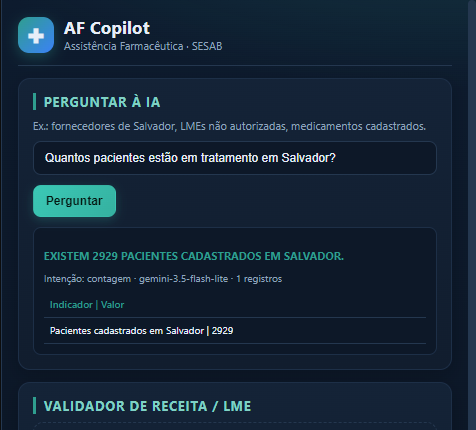 AF Copilot
Assistência Farmacêutica · SESAB
PERGUNTAR À IA
Ex.: fornecedores de Salvador, LMEs não autorizadas, medicamentos cadastrados.
Quantos pacientes estão em tratamento em Salvador?
Perguntar
EXISTEM 2929 PACIENTES CADASTRADOS EM SALVADOR.
Intenção: contagem · gemini-3.5-flash-lite · 1 registros
Indicador | Valor
Pacientes cadastrados em Salvador | 2929
VALIDADOR DE RECEITA / LME